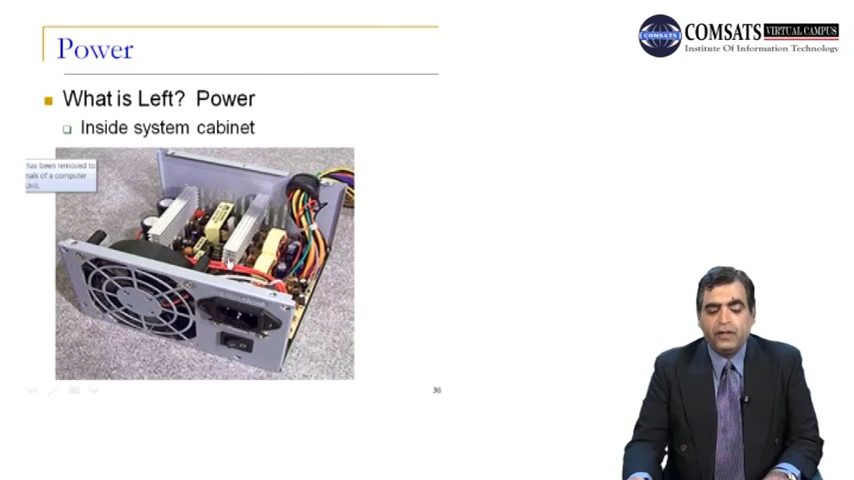 Power
COMSATS VIRTUAL CAMPUS
COMSATS
Institute Of Information Technology
What is Left? Power
Inside system cabinet
has been removed to
nals of a computer
Unit.
36